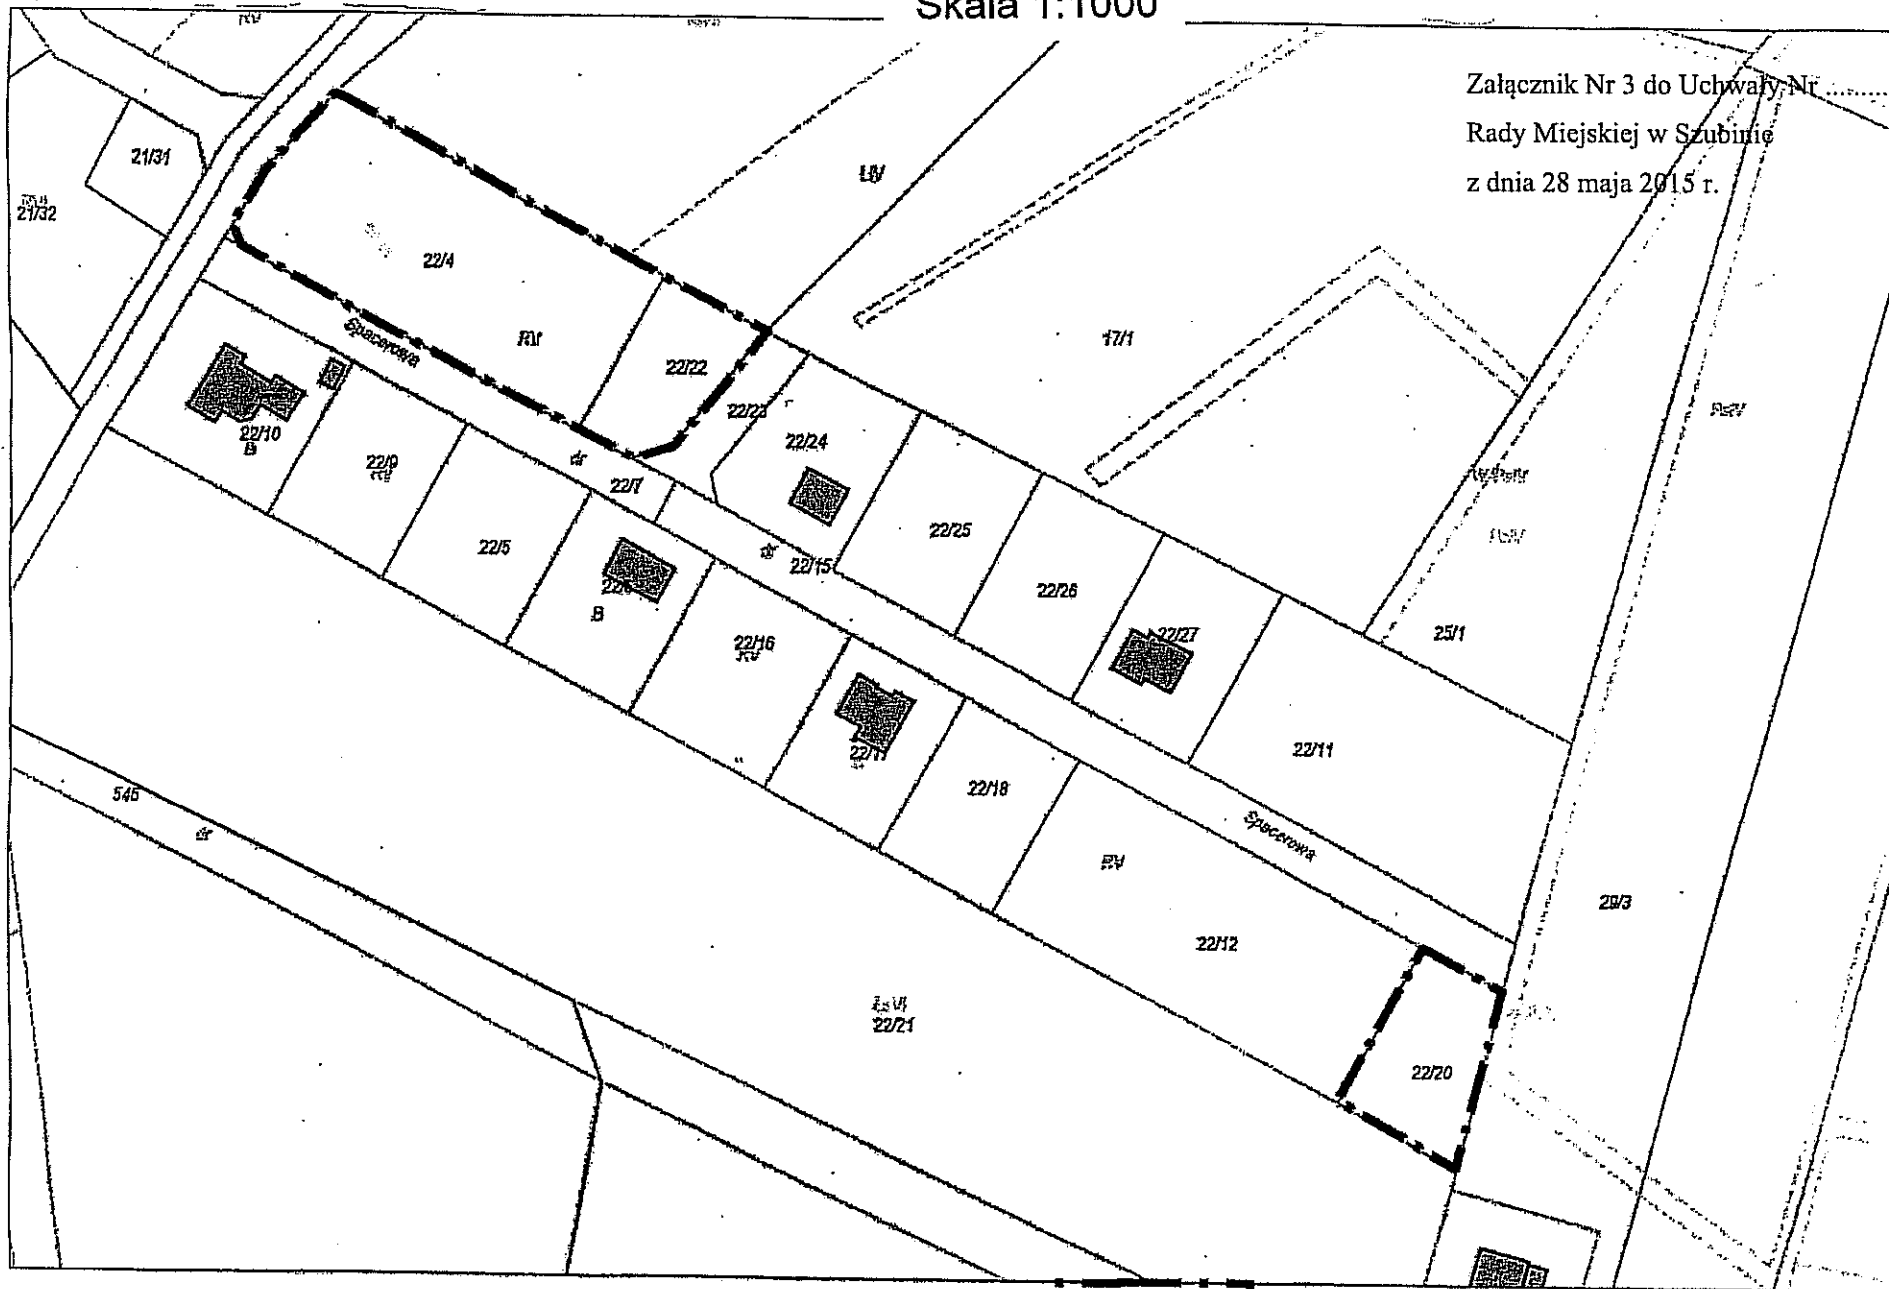 Skala 1:1000
Załącznik Nr 3 do Uchwały Nr ..........
Rady Miejskiej w Szubinie
z dnia 28 maja 2015 r.
21/31
21/32
22/4
22/22
Spacerowa
22/23
22/24
17/1
22/10
B
22/9
dr
22/7
22/5
22/25
dr
22/15
22/26
B
22/16
22/27
25/1
22/17
22/18
22/11
545
dr
Spacerowa
RV
22/12
29/3
22/21
22/20